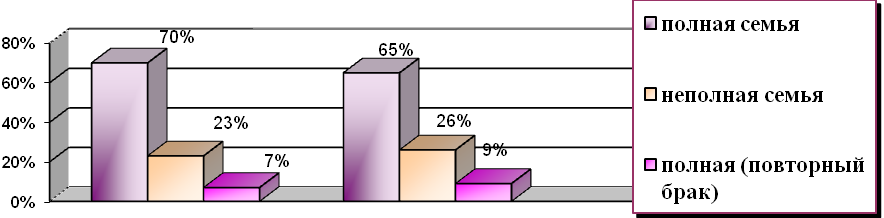 80%
60%
40%
20%
0%
70%
23%
7%
65%
26%
9%
полная семья
неполная семья
полная (повторный
брак)